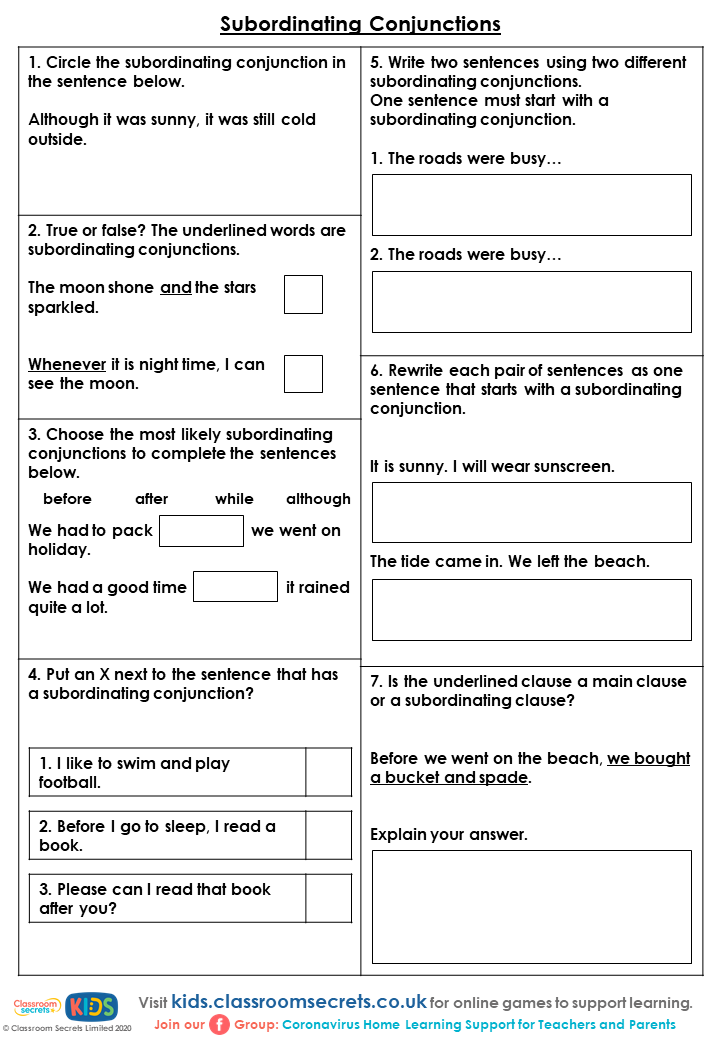 Subordinating Conjunctions
1. Circle the subordinating conjunction in
the sentence below.
Although it was sunny, it was still cold
outside.
2. True or false? The underlined words are
subordinating conjunctions.
The moon shone and the stars
sparkled.
Whenever it is night time, I can
see the moon.
3. Choose the most likely subordinating
conjunctions to complete the sentences
below.
before after while although
We had to pack we went on
holiday.
We had a good time it rained
quite a lot.
4. Put an X next to the sentence that has
a subordinating conjunction?
1. I like to swim and play
football.
2. Before I go to sleep, I read a
book.
3. Please can I read that book
after you?
5. Write two sentences using two different
subordinating conjunctions.
One sentence must start with a
subordinating conjunction.
1. The roads were busy…
2. The roads were busy…
6. Rewrite each pair of sentences as one
sentence that starts with a subordinating
conjunction.
It is sunny. I will wear sunscreen.
The tide came in. We left the beach.
7. Is the underlined clause a main clause
or a subordinating clause?
Before we went on the beach, we bought
a bucket and spade.
Explain your answer.
Classroom
secrets
KIDS
© Classroom Secrets Limited 2020
Visit kids.classroomsecrets.co.uk for online games to support learning.
Join our f Group: Coronavirus Home Learning Support for Teachers and Parents